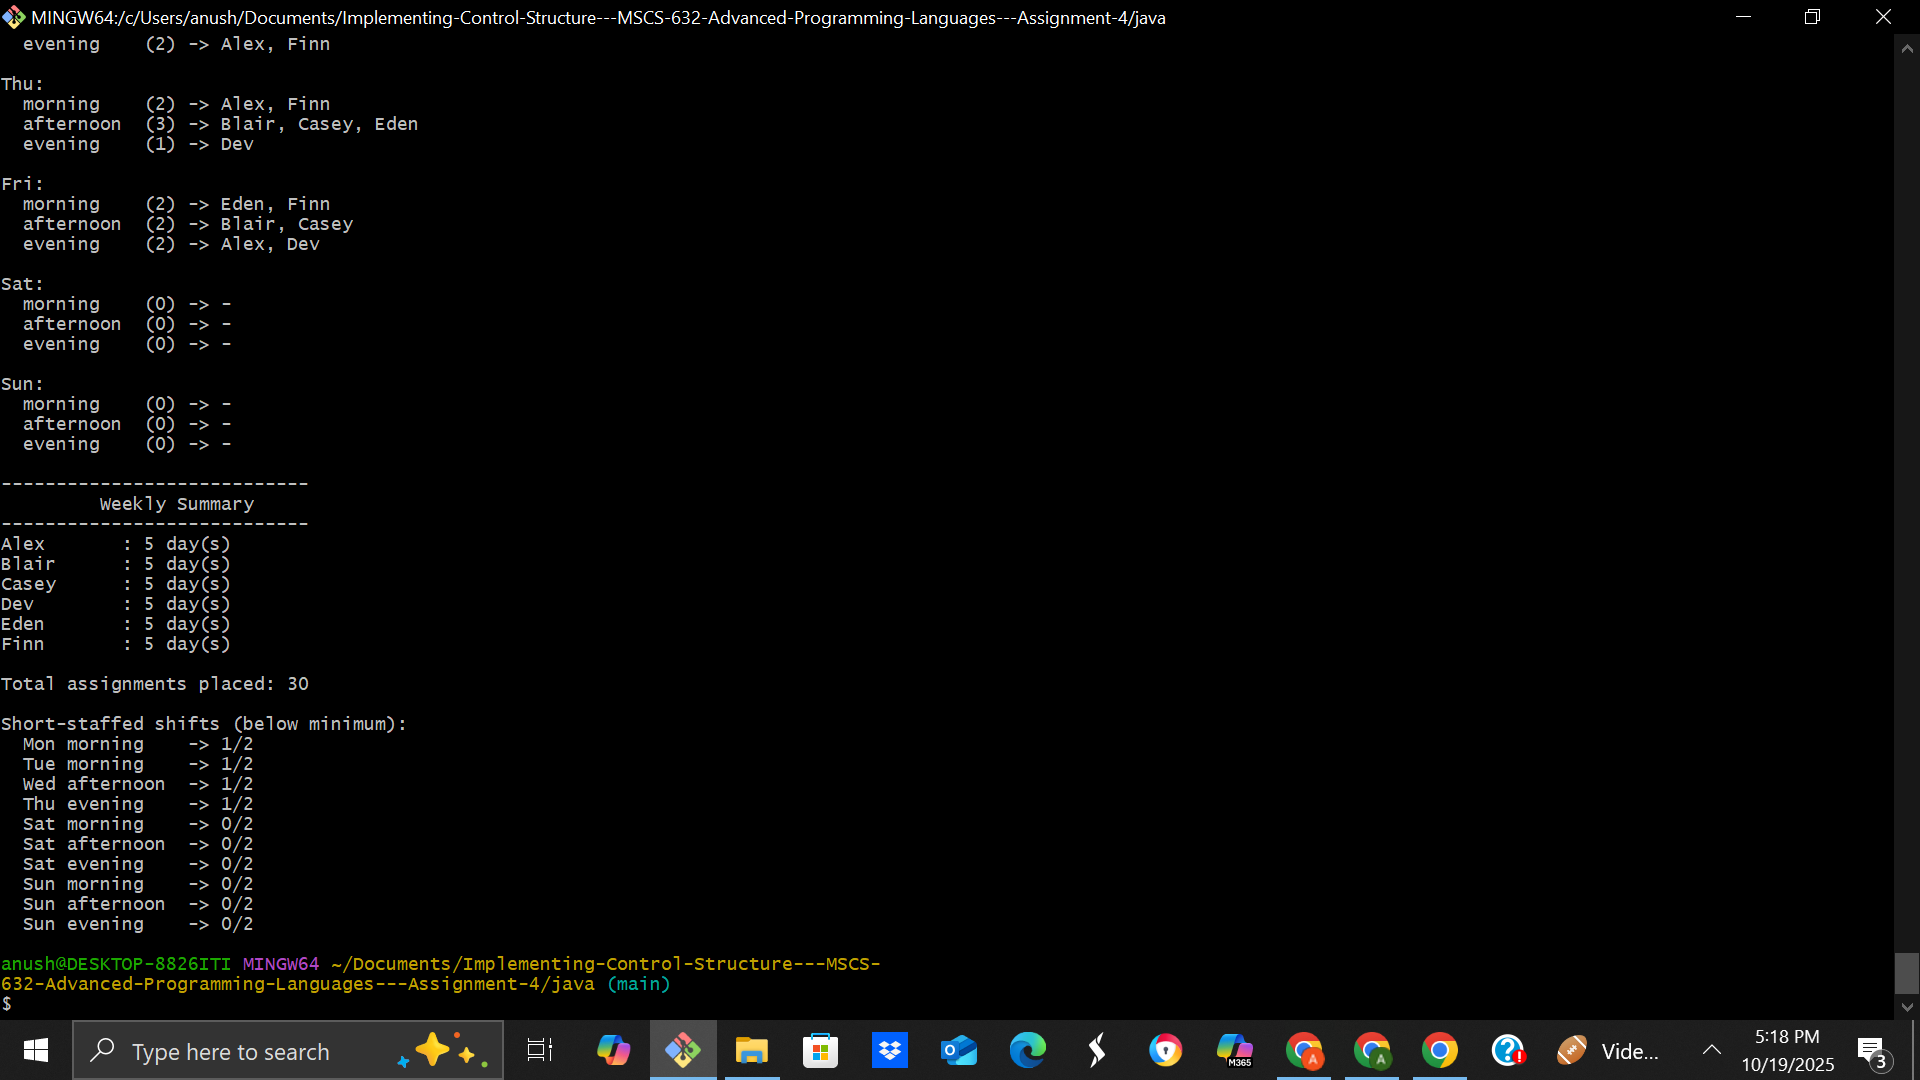 MINGW64:/c/Users/anush/Documents/Implementing-Control-Structure---MSCS-632-Advanced-Programming-Languages---Assignment-4/java
  evening    (2) -> Alex, Finn

Thu:
  morning    (2) -> Alex, Finn
  afternoon  (3) -> Blair, Casey, Eden
  evening    (1) -> Dev

Fri:
  morning    (2) -> Eden, Finn
  afternoon  (2) -> Blair, Casey
  evening    (2) -> Alex, Dev

Sat:
  morning    (0) -> -
  afternoon  (0) -> -
  evening    (0) -> -

Sun:
  morning    (0) -> -
  afternoon  (0) -> -
  evening    (0) -> -

----------------------------
         Weekly Summary
----------------------------
Alex       : 5 day(s)
Blair      : 5 day(s)
Casey      : 5 day(s)
Dev        : 5 day(s)
Eden       : 5 day(s)
Finn       : 5 day(s)

Total assignments placed: 30

Short-staffed shifts (below minimum):
  Mon morning    -> 1/2
  Tue morning    -> 1/2
  Wed afternoon  -> 1/2
  Thu evening    -> 1/2
  Sat morning    -> 0/2
  Sat afternoon  -> 0/2
  Sat evening    -> 0/2
  Sun morning    -> 0/2
  Sun afternoon  -> 0/2
  Sun evening    -> 0/2

anush@DESKTOP-8826ITI MINGW64 ~/Documents/Implementing-Control-Structure---MSCS-
632-Advanced-Programming-Languages---Assignment-4/java (main)
$
Type here to search
M365
A
A
Vide...
5:18 PM
10/19/2025
3